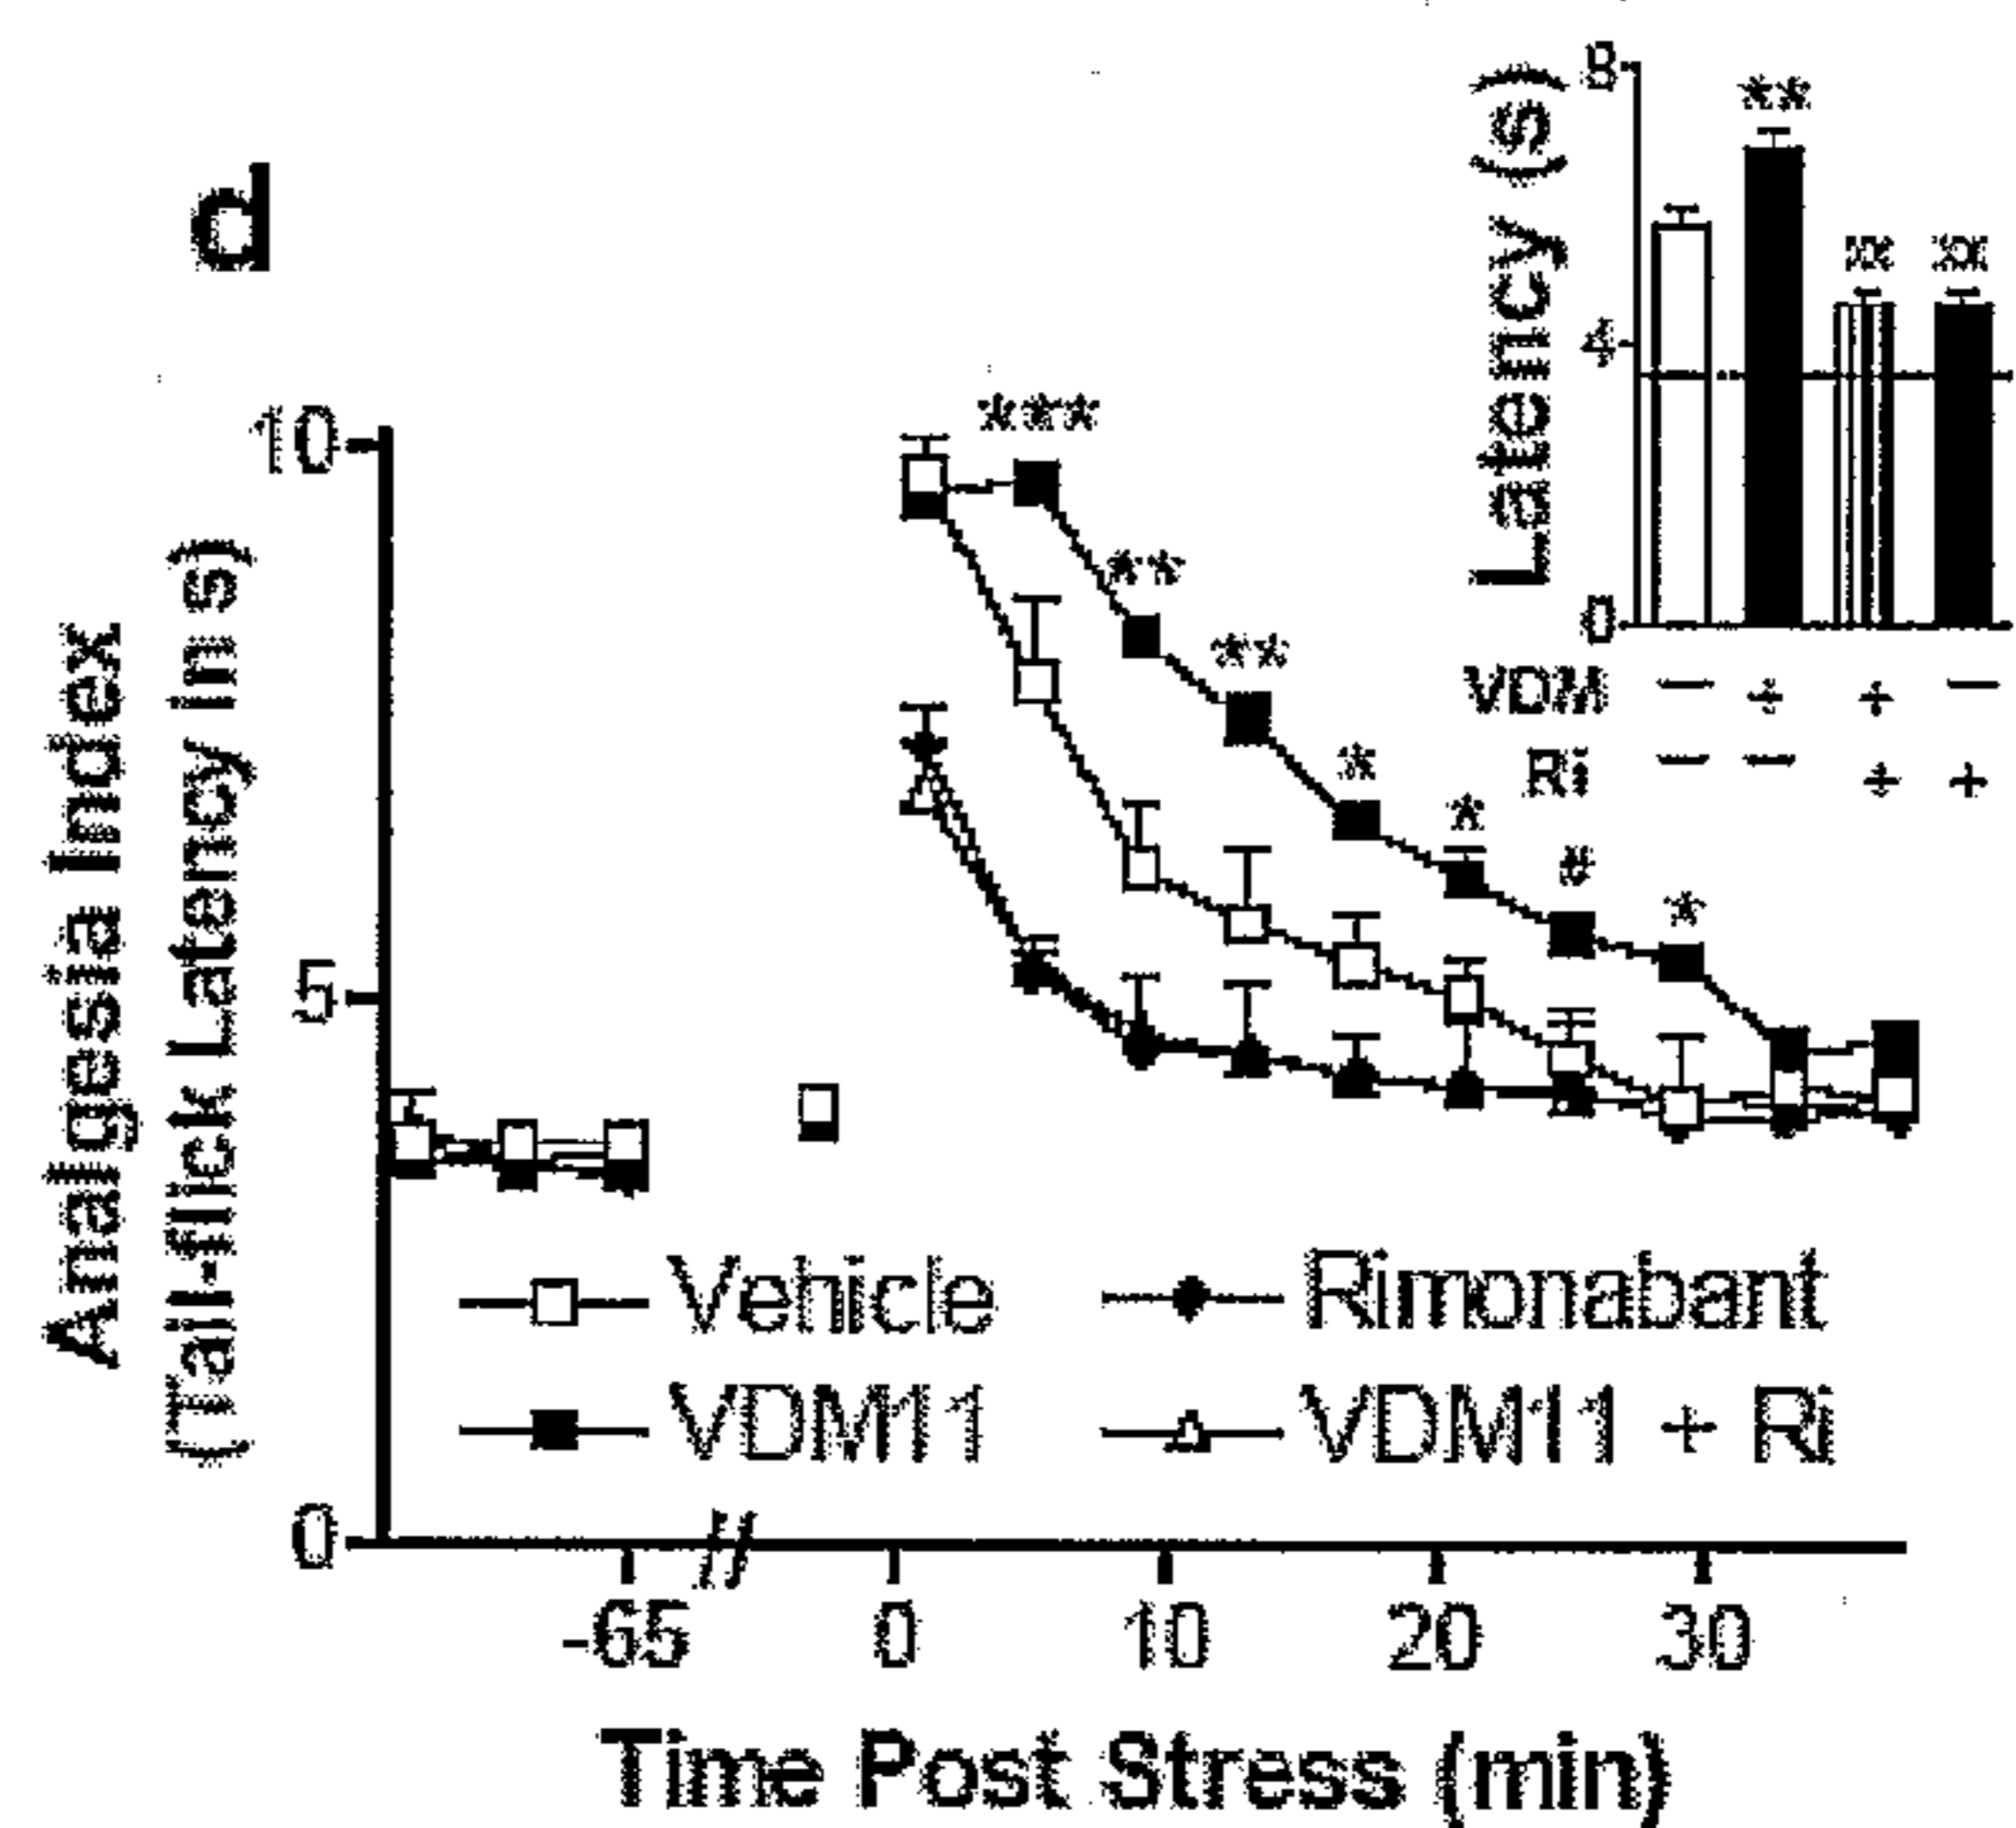 d
Analgesia Index
(Tail-flick Latency in s)
10
5
0
***
**
**
*
*
#
*
Vehicle
Rimonabant
VDM11
VDM11 + Ri
-65
0
10
20
30
Time Post Stress (min)
Latency (s)
8
4
0
**
¤ ¤
VDM − + + −
Ri − − + +